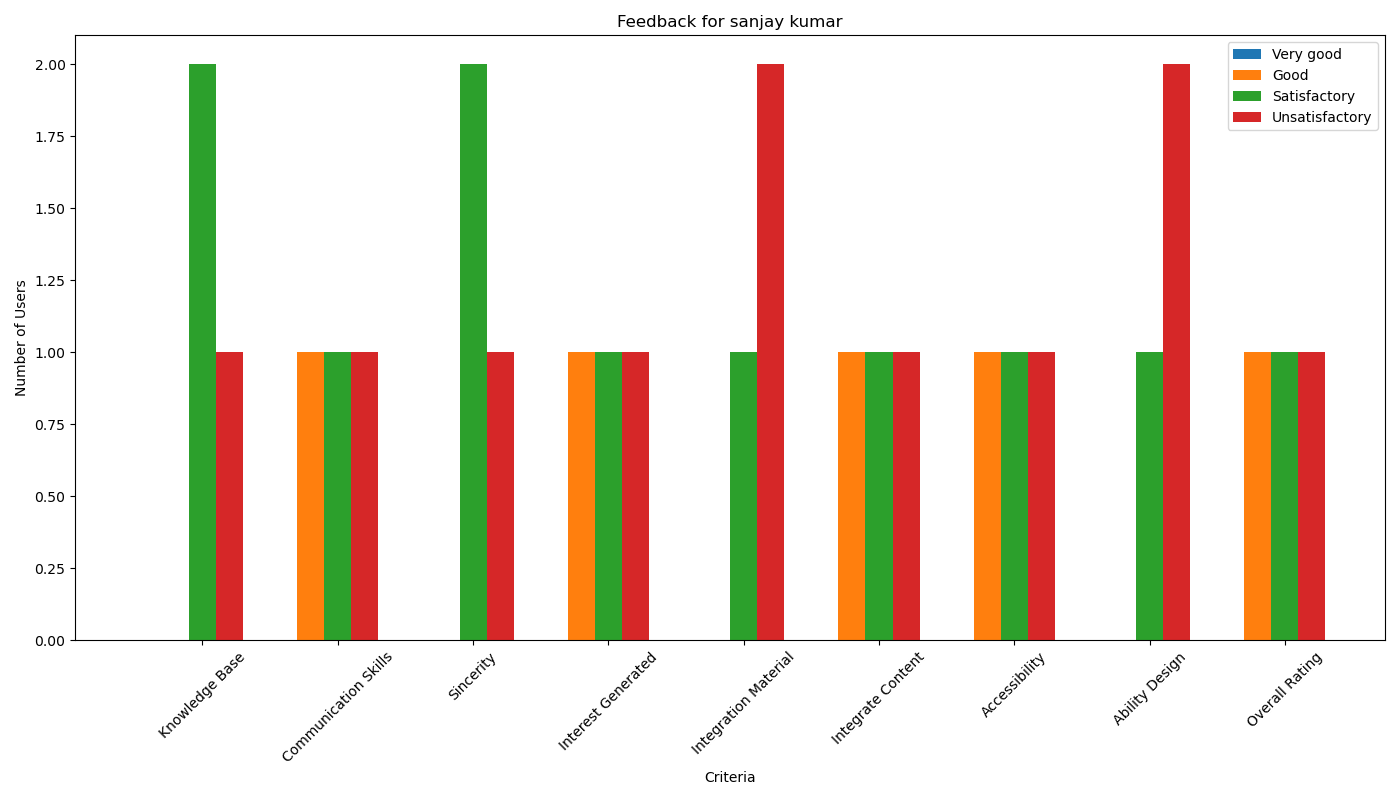 Feedback for sanjay kumar
Very good
Good
Satisfactory
Unsatisfactory
Number of Users
2.00
1.75
1.50
1.25
1.00
0.75
0.50
0.25
0.00
Knowledge Base
Communication Skills
Sincerity
Interest Generated
Integration Material
Integrate Content
Accessibility
Ability Design
Overall Rating
Criteria